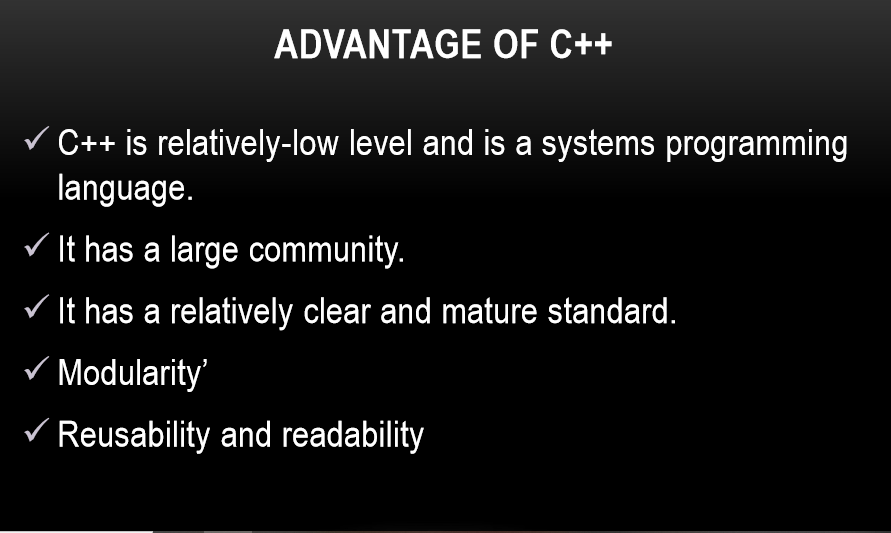 ADVANTAGE OF C++
✓ C++ is relatively-low level and is a systems programming
language.
✓ It has a large community.
✓ It has a relatively clear and mature standard.
✓ Modularity’
✓ Reusability and readability